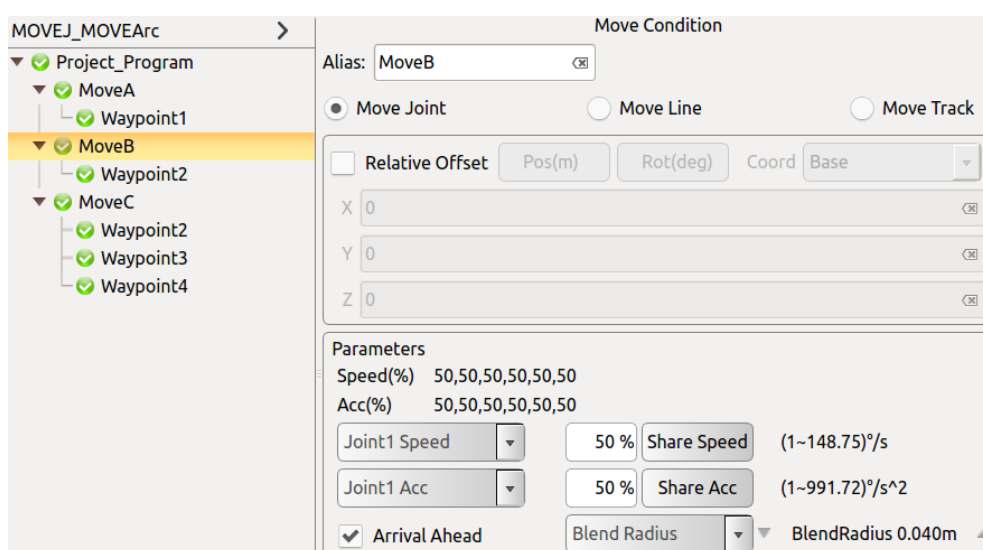 MOVEJ_MOVEArc
Project_Program
MoveA
Waypoint1
MoveB
Waypoint2
MoveC
Waypoint2
Waypoint3
Waypoint4
Move Condition
Alias: MoveB
Move Joint Move Line Move Track
Relative Offset Pos(m) Rot(deg) Coord Base
X 0
Y 0
Z 0
Parameters
Speed(%) 50,50,50,50,50,50
Acc(%) 50,50,50,50,50,50
Joint1 Speed 50 % Share Speed (1~148.75)°/s
Joint1 Acc 50 % Share Acc (1~991.72)°/s^2
Arrival Ahead Blend Radius BlendRadius 0.040m